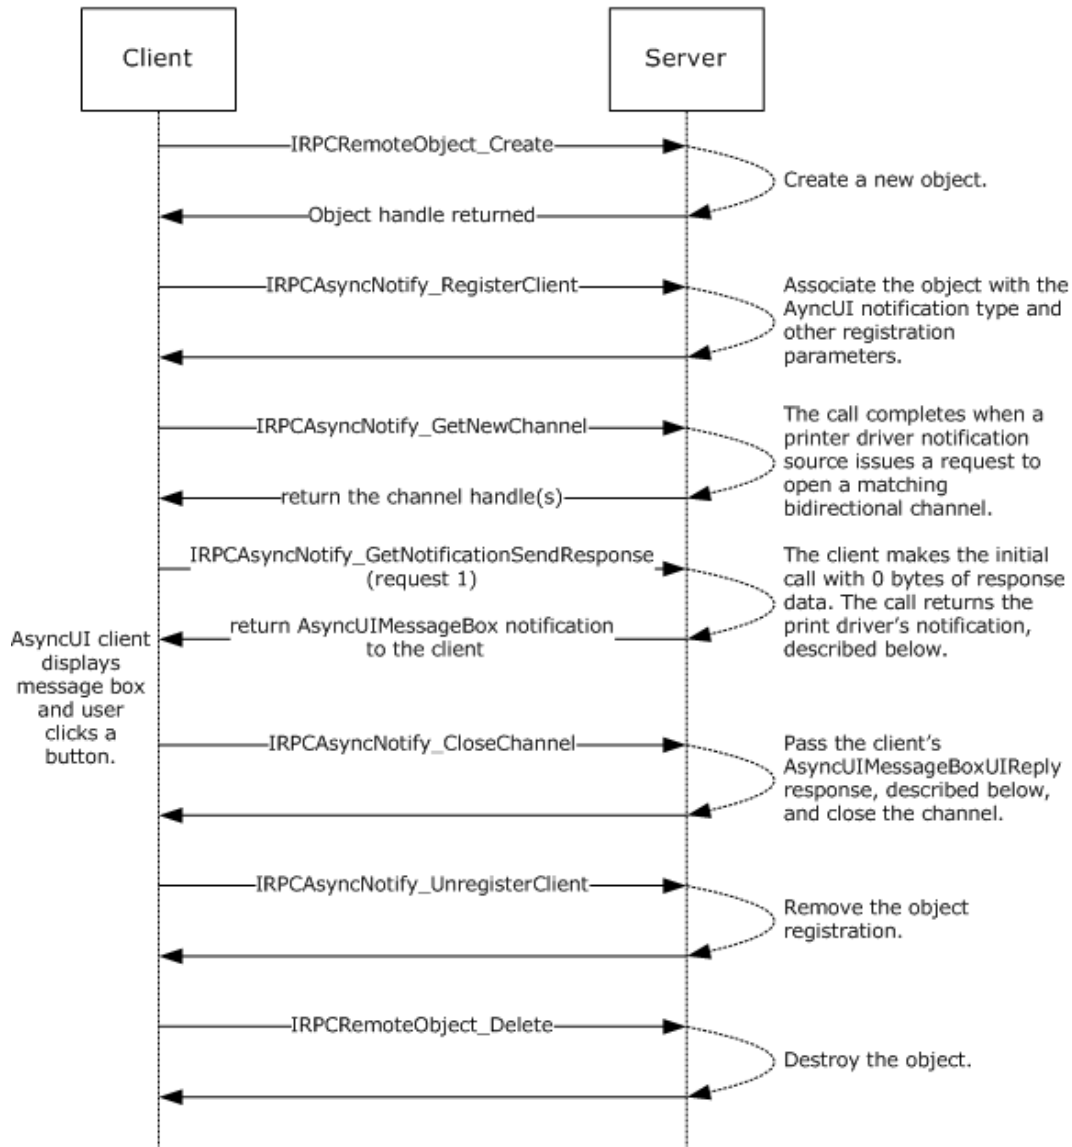 Client
Server
IRPCRemoteObject_Create
Create a new object.
Object handle returned
IRPCAsyncNotify_RegisterClient
Associate the object with the
AyncUI notification type and
other registration
parameters.
IRPCAsyncNotify_GetNewChannel
The call completes when a
printer driver notification
source issues a request to
open a matching
bidirectional channel.
return the channel handle(s)
IRPCAsyncNotify_GetNotificationSendResponse
(request 1)
The client makes the initial
call with 0 bytes of response
data. The call returns the
print driver's notification,
described below.
return AsyncUIMessageBox notification
to the client
AsyncUI client
displays
message box
and user
clicks a
button.
IRPCAsyncNotify_CloseChannel
Pass the client's
AsyncUIMessageBoxUIReply
response, described below,
and close the channel.
IRPCAsyncNotify_UnregisterClient
Remove the object
registration.
IRPCRemoteObject_Delete
Destroy the object.